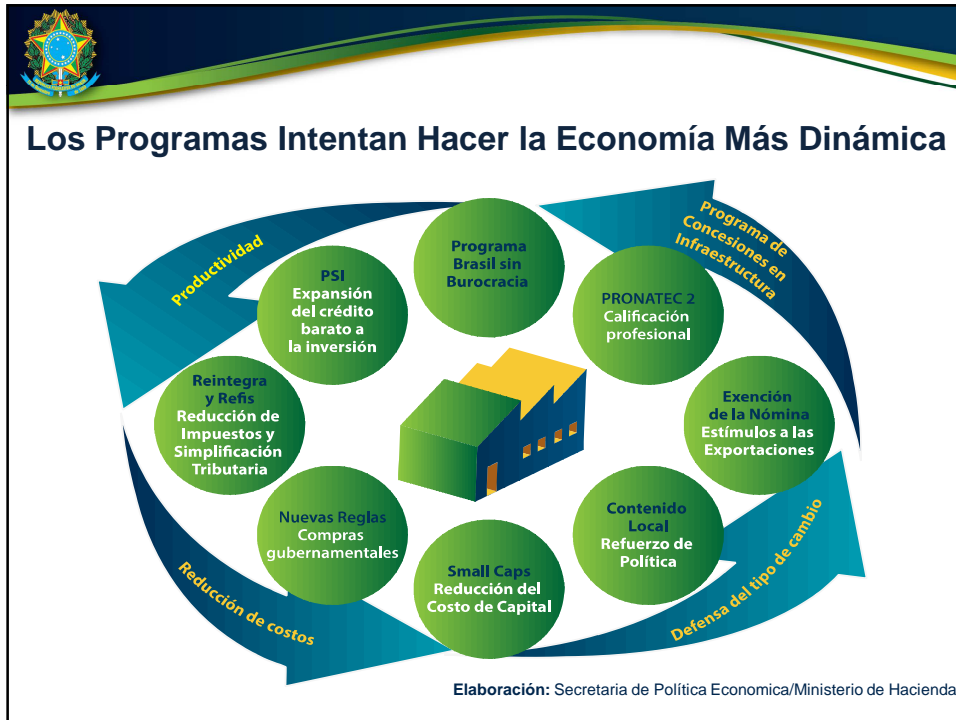 Los Programas Intentan Hacer la Economía Más Dinámica
Productividad
Programa de
Concesiones en
Infraestructura
Programa
Brasil sin
Burocracia
PSI
Expansión
del crédito
barato a
la inversión
PRONATEC 2
Calificación
profesional
Reintegra
y Refis
Reducción de
Impuestos y
Simplificación
Tributaria
Exención
de la Nómina
Estímulos a las
Exportaciones
Nuevas Reglas
Compras
gubernamentales
Contenido
Local
Refuerzo de
Política
Small Caps
Reducción del
Costo de Capital
Reducción de costos
Defensa del tipo de cambio
Elaboración: Secretaria de Política Economica/Ministerio de Hacienda